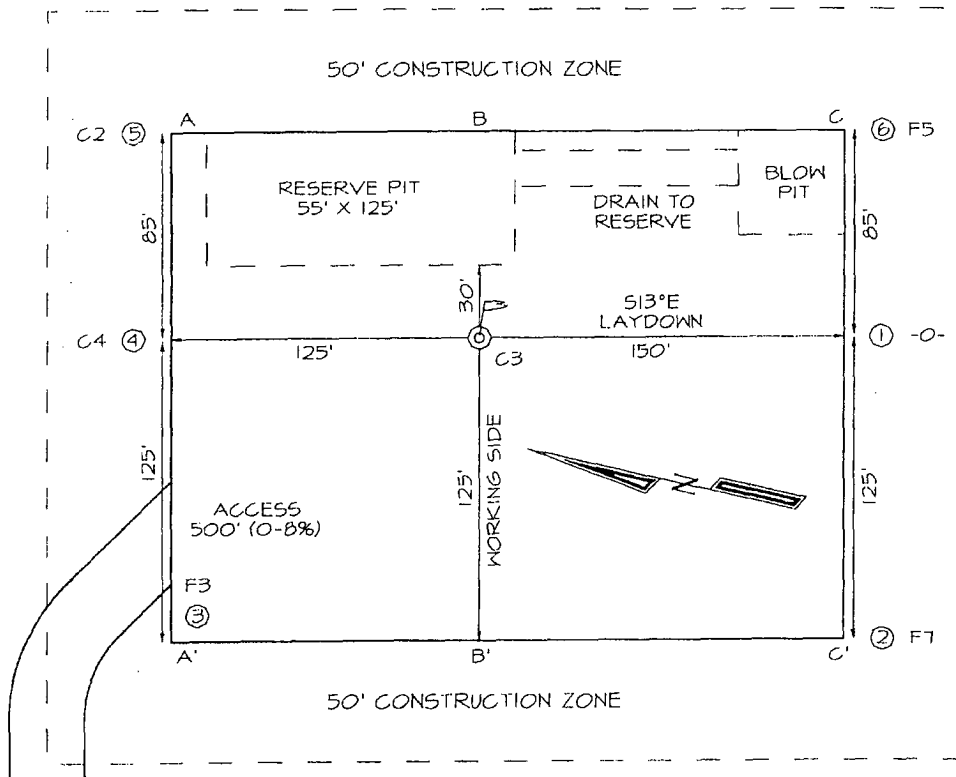 50' CONSTRUCTION ZONE
A
B
C
C2 ⑤
⑥ F5
RESERVE PIT
55' X 125'
BLOW
PIT
DRAIN TO
RESERVE
85'
85'
30'
S13°E
LAYDOWN
C4 ④
① -0-
125'
150'
C3
125'
125'
WORKING SIDE
125'
N
ACCESS
500' (0-8%)
F3
③
② F7
A'
B'
C'
50' CONSTRUCTION ZONE